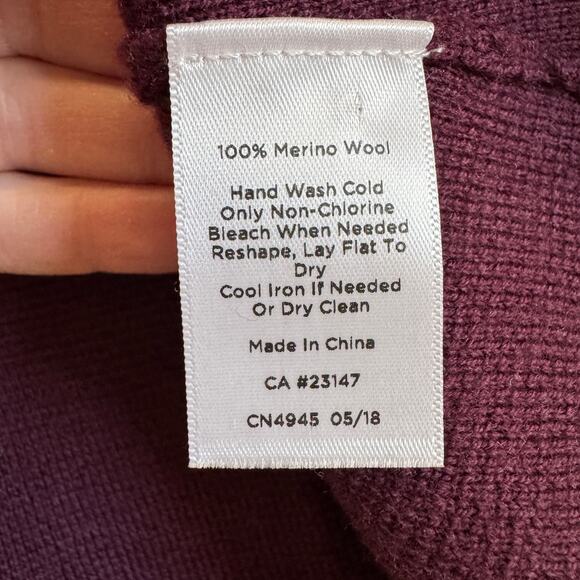 100% Merino Wool
Hand Wash Cold
Only Non-Chlorine
Bleach When Needed
Reshape, Lay Flat To
Dry
Cool Iron If Needed
Or Dry Clean
Made In China
CA #23147
CN4945 05/18